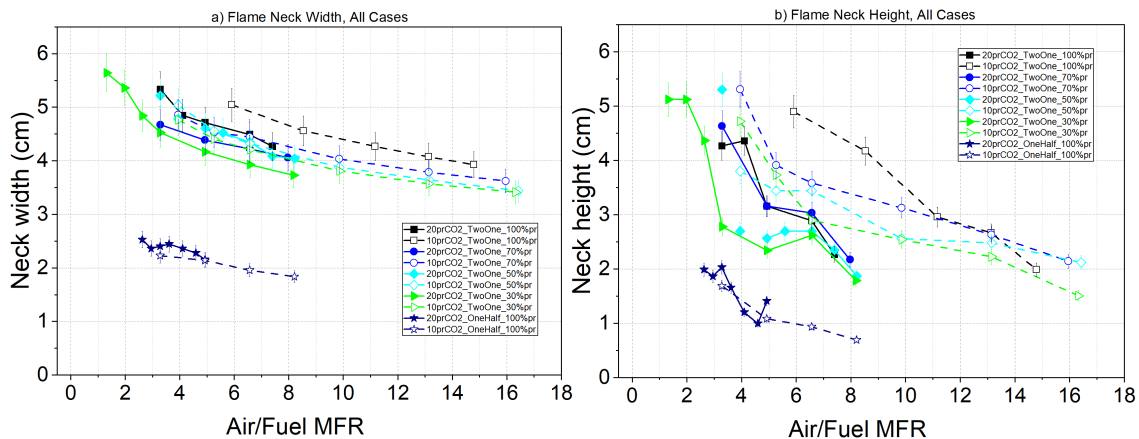 a) Flame Neck Width, All Cases
Neck width (cm)
6
5
4
3
2
1
0
20prCO2_TwoOne_100%pr
10prCO2_TwoOne_100%pr
20prCO2_TwoOne_70%pr
10prCO2_TwoOne_70%pr
20prCO2_TwoOne_50%pr
10prCO2_TwoOne_50%pr
20prCO2_TwoOne_30%pr
10prCO2_TwoOne_30%pr
20prCO2_OneHalf_100%pr
10prCO2_OneHalf_100%pr
0 2 4 6 8 10 12 14 16 18
Air/Fuel MFR
b) Flame Neck Height, All Cases
Neck height (cm)
6
5
4
3
2
1
0
20prCO2_TwoOne_100%pr
10prCO2_TwoOne_100%pr
20prCO2_TwoOne_70%pr
10prCO2_TwoOne_70%pr
20prCO2_TwoOne_50%pr
10prCO2_TwoOne_50%pr
20prCO2_TwoOne_30%pr
10prCO2_TwoOne_30%pr
20prCO2_OneHalf_100%pr
10prCO2_OneHalf_100%pr
0 2 4 6 8 10 12 14 16 18
Air/Fuel MFR